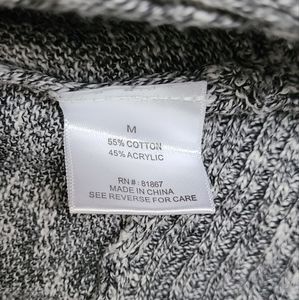 M
55% COTTON
45% ACRYLIC
RN# : 81867
MADE IN CHINA
SEE REVERSE FOR CARE